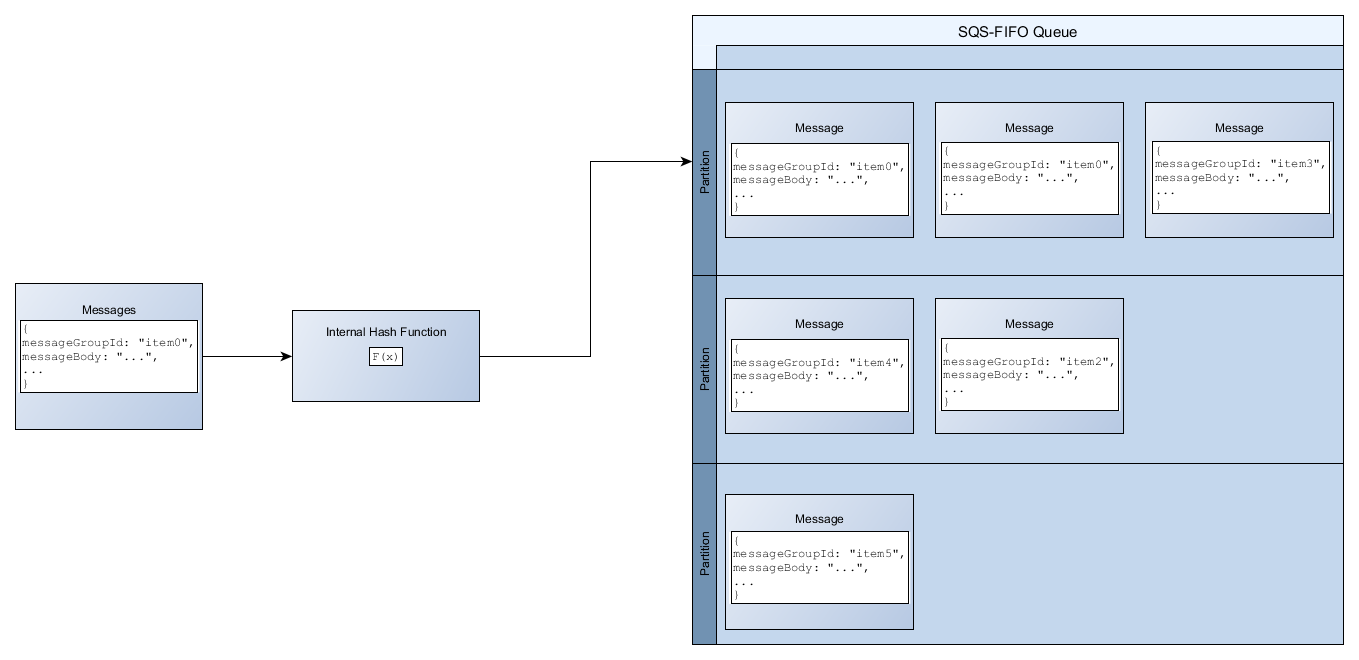 SQS-FIFO Queue
Partition
Message
{
messageGroupId: "item0",
messageBody: "...",
...
}
Message
{
messageGroupId: "item0",
messageBody: "...",
...
}
Message
{
messageGroupId: "item3",
messageBody: "...",
...
}
Messages
{
messageGroupId: "item0",
messageBody: "...",
...
}
Internal Hash Function
F(x)
Partition
Message
{
messageGroupId: "item4",
messageBody: "...",
...
}
Message
{
messageGroupId: "item2",
messageBody: "...",
...
}
Partition
Message
{
messageGroupId: "item5",
messageBody: "...",
...
}